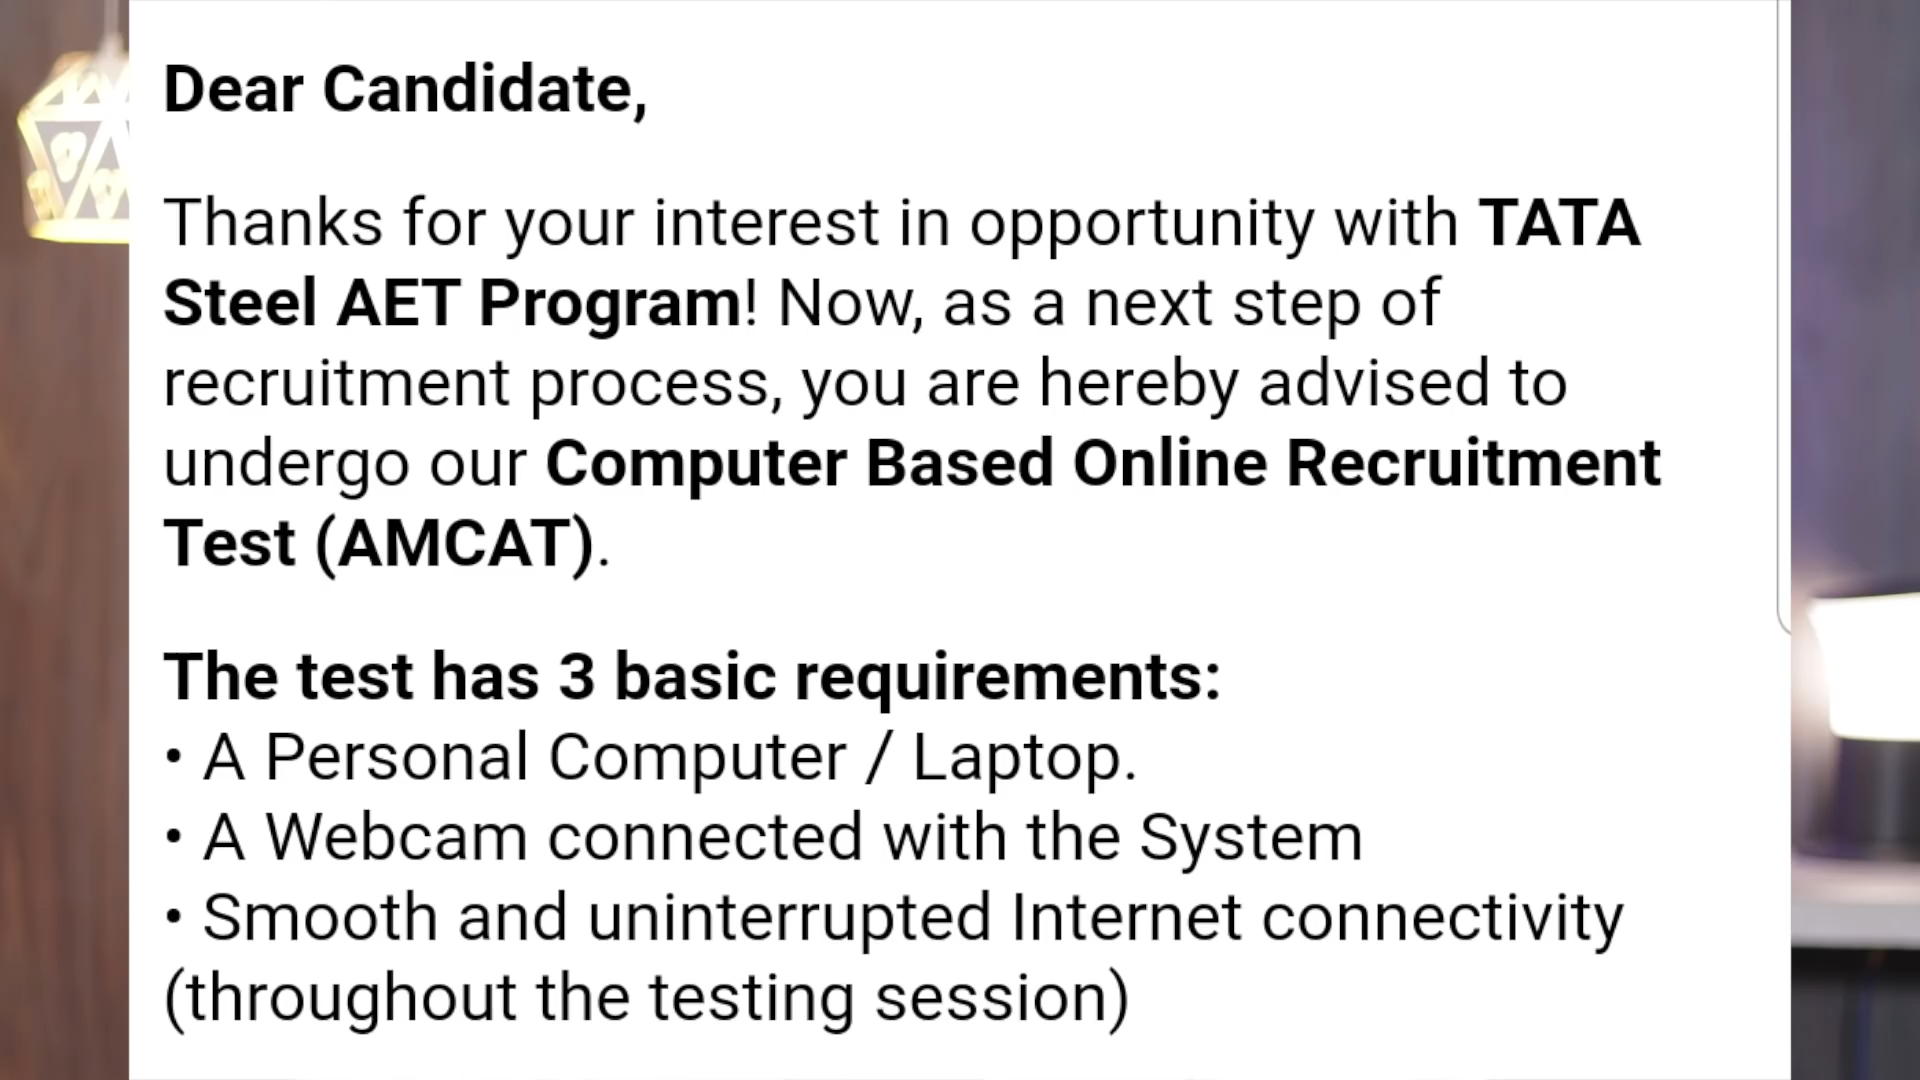 Dear Candidate,
Thanks for your interest in opportunity with TATA
Steel AET Program! Now, as a next step of
recruitment process, you are hereby advised to
undergo our Computer Based Online Recruitment
Test (AMCAT).
The test has 3 basic requirements:
• A Personal Computer / Laptop.
• A Webcam connected with the System
• Smooth and uninterrupted Internet connectivity
(throughout the testing session)